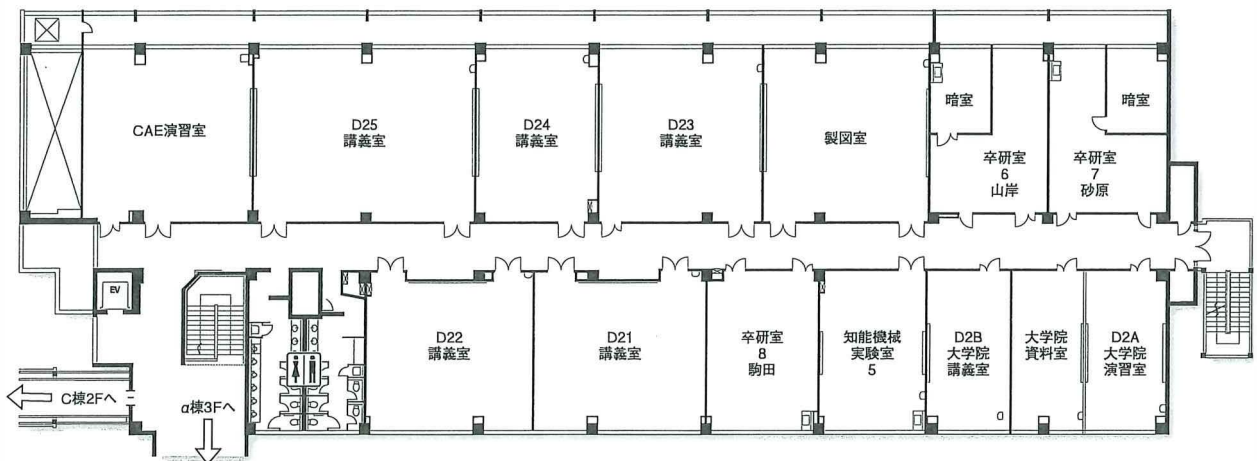 CAE演習室
D25
講義室
D24
講義室
D23
講義室
製図室
暗室
卒研室
6
山岸
卒研室
7
砂原
暗室
EV
D22
講義室
D21
講義室
卒研室
8
駒田
知能機械
実験室
5
D2B
大学院
講義室
大学院
資料室
D2A
大学院
演習室
C棟2Fへ
α棟3Fへ